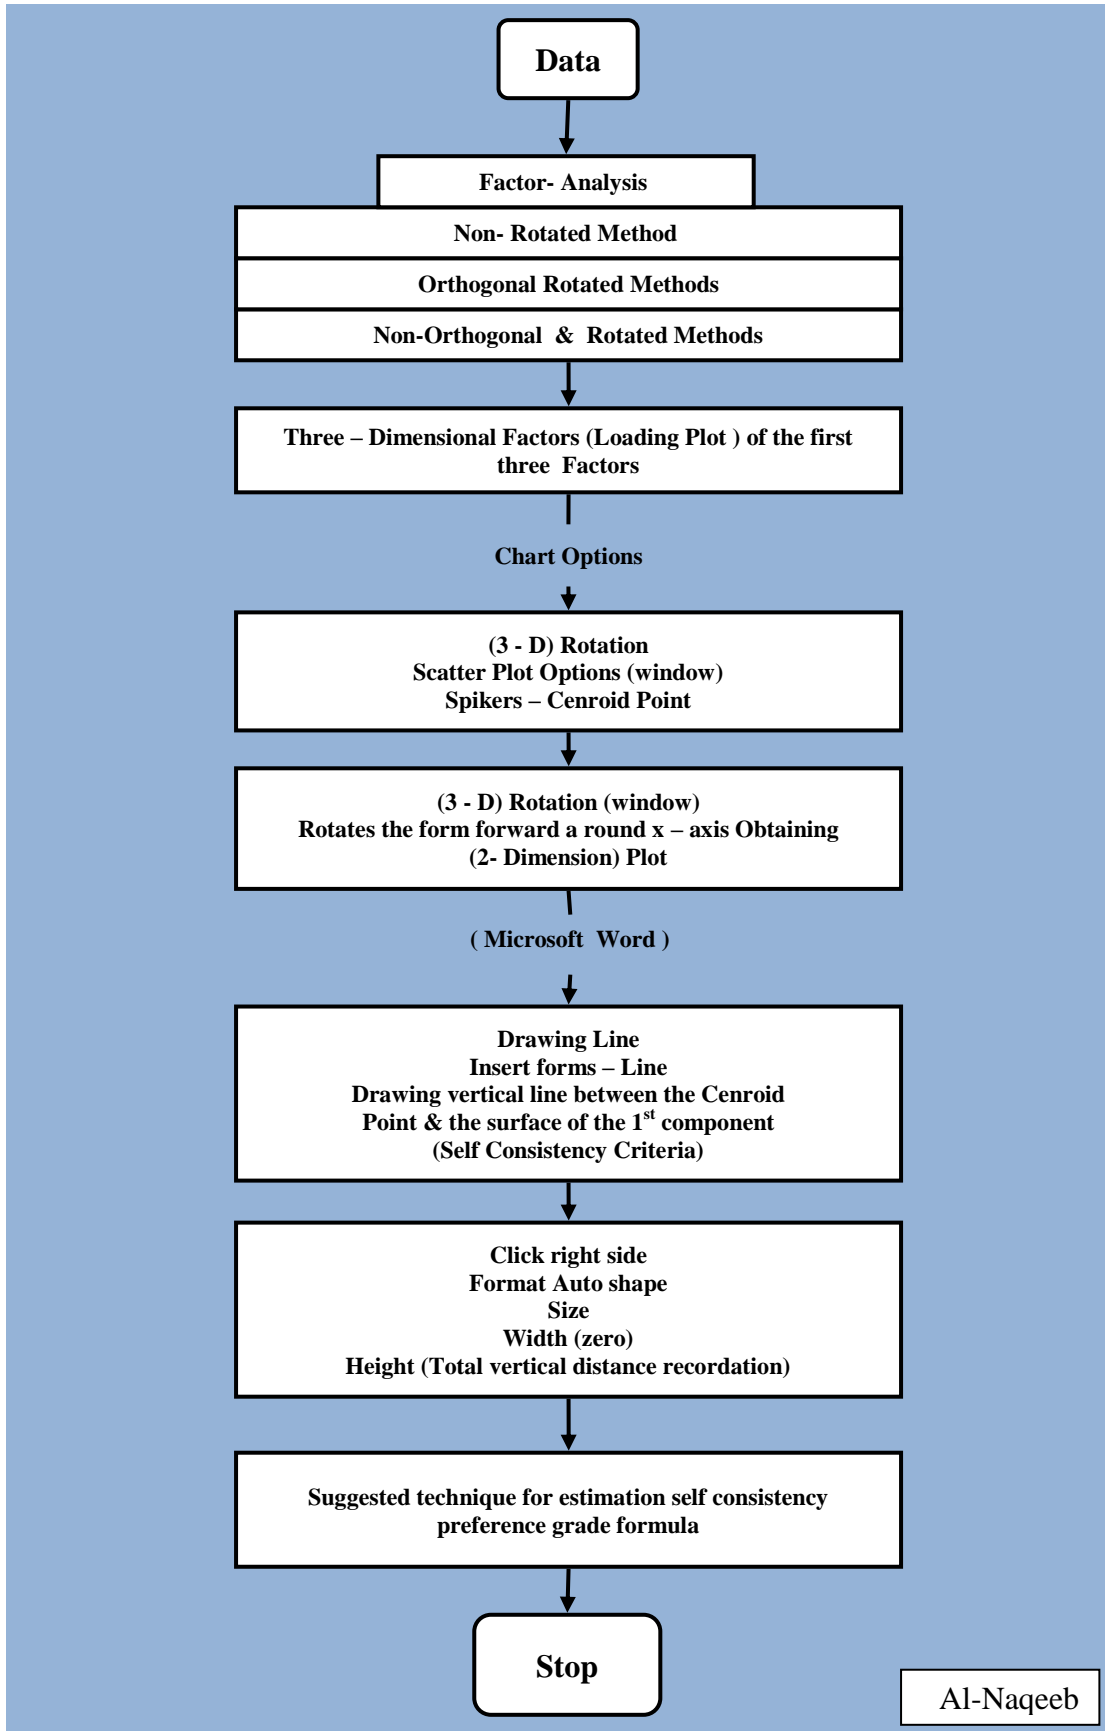 Data
Factor- Analysis
Non- Rotated Method
Orthogonal Rotated Methods
Non-Orthogonal & Rotated Methods
Three – Dimensional Factors (Loading Plot ) of the first
three Factors
Chart Options
(3 - D) Rotation
Scatter Plot Options (window)
Spikers – Cenroid Point
(3 - D) Rotation (window)
Rotates the form forward a round x – axis Obtaining
(2- Dimension) Plot
( Microsoft Word )
Drawing Line
Insert forms – Line
Drawing vertical line between the Cenroid
Point & the surface of the 1st component
(Self Consistency Criteria)
Click right side
Format Auto shape
Size
Width (zero)
Height (Total vertical distance recordation)
Suggested technique for estimation self consistency
preference grade formula
Stop
Al-Naqeeb